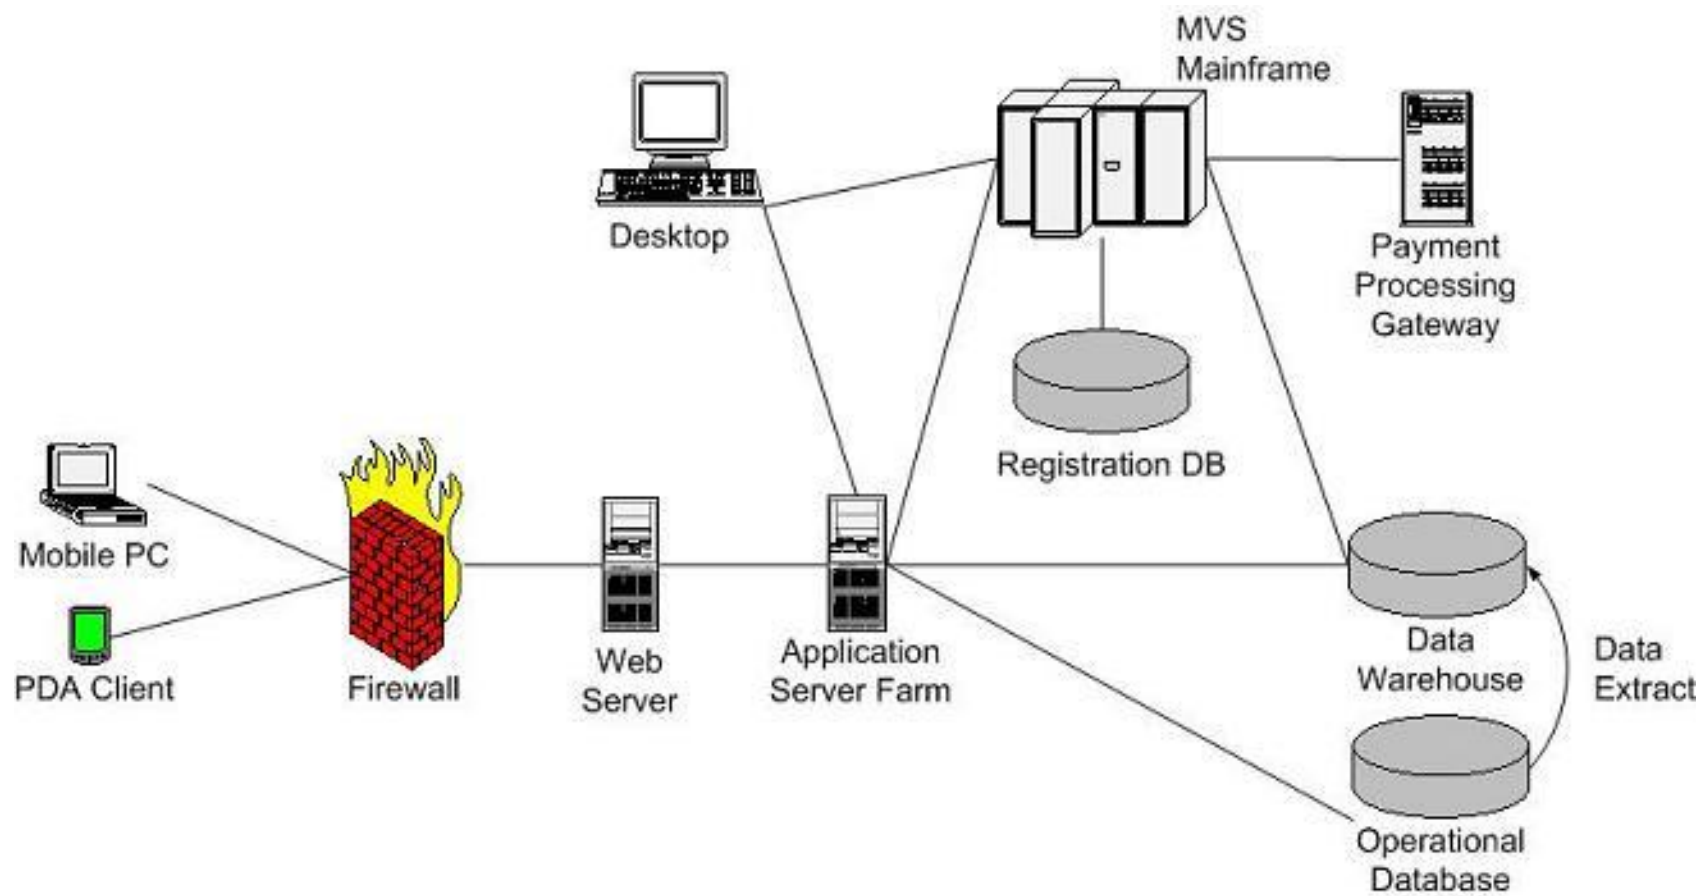 MVS
Mainframe
Desktop
Payment
Processing
Gateway
Registration DB
Mobile PC
PDA Client
Firewall
Web
Server
Application
Server Farm
Data
Warehouse
Data
Extract
Operational
Database